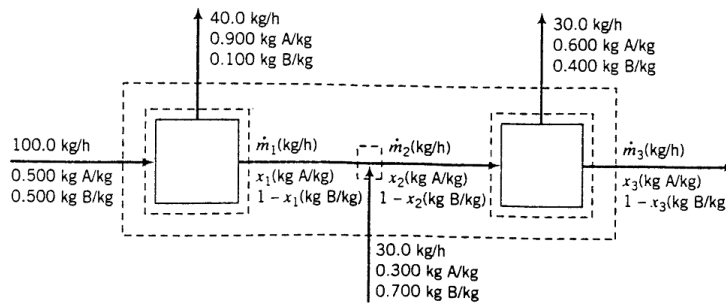 40.0 kg/h
0.900 kg A/kg
0.100 kg B/kg
30.0 kg/h
0.600 kg A/kg
0.400 kg B/kg
100.0 kg/h
0.500 kg A/kg
0.500 kg B/kg
ṁ₁(kg/h)
x₁(kg A/kg)
1 – x₁(kg B/kg)
ṁ₂(kg/h)
x₂(kg A/kg)
1 – x₂(kg B/kg)
ṁ₃(kg/h)
x₃(kg A/kg)
1 – x₃(kg B/kg
30.0 kg/h
0.300 kg A/kg
0.700 kg B/kg